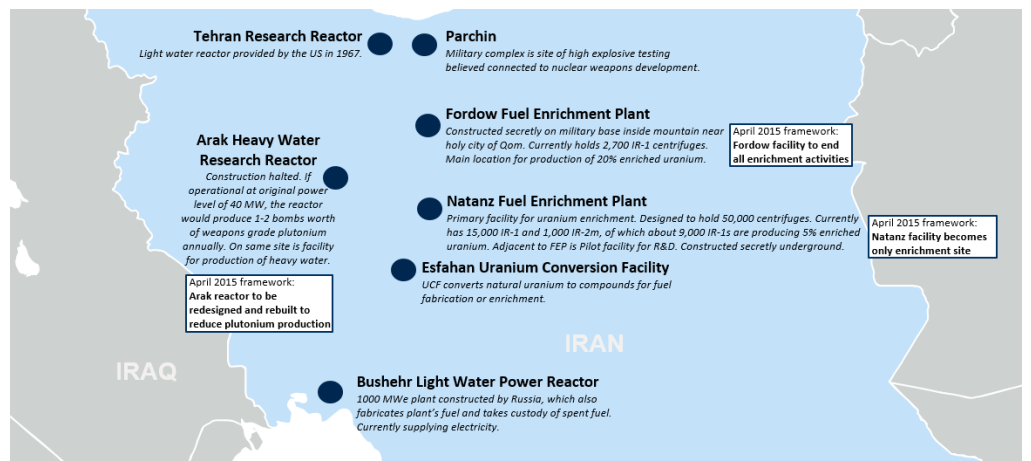 Tehran Research Reactor
Light water reactor provided by the US in 1967.
Parchin
Military complex is site of high explosive testing
believed connected to nuclear weapons development.
Fordow Fuel Enrichment Plant
Constructed secretly on military base inside mountain near
holy city of Qom. Currently holds 2,700 IR-1 centrifuges.
Main location for production of 20% enriched uranium.
April 2015 framework:
Fordow facility to end
all enrichment activities
Arak Heavy Water
Research Reactor
Construction halted. If
operational at original power
level of 40 MW, the reactor
would produce 1-2 bombs worth
of weapons grade plutonium
annually. On same site is facility
for production of heavy water.
April 2015 framework:
Arak reactor to be
redesigned and rebuilt to
reduce plutonium production
Natanz Fuel Enrichment Plant
Primary facility for uranium enrichment. Designed to hold 50,000 centrifuges. Currently
has 15,000 IR-1 and 1,000 IR-2m, of which about 9,000 IR-1s are producing 5% enriched
uranium. Adjacent to FEP is Pilot facility for R&D. Constructed secretly underground.
April 2015 framework:
Natanz facility becomes
only enrichment site
Esfahan Uranium Conversion Facility
UCF converts natural uranium to compounds for fuel
fabrication or enrichment.
IRAN
IRAQ
Bushehr Light Water Power Reactor
1000 MWe plant constructed by Russia, which also
fabricates plant's fuel and takes custody of spent fuel.
Currently supplying electricity.